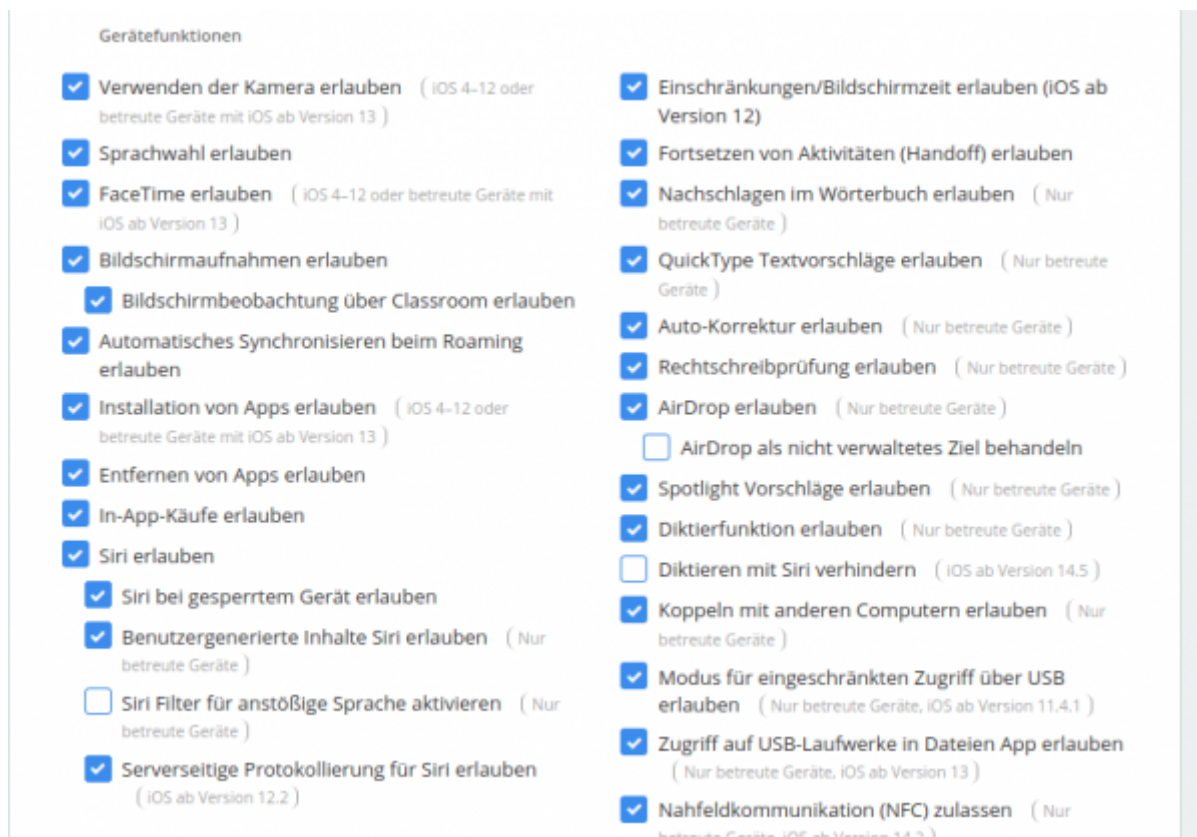 Gerätefunktionen
Verwenden der Kamera erlauben ( iOS 4–12 oder
betreute Geräte mit iOS ab Version 13 )
Sprachwahl erlauben
FaceTime erlauben ( iOS 4–12 oder betreute Geräte mit
iOS ab Version 13 )
Bildschirmaufnahmen erlauben
Bildschirmbeobachtung über Classroom erlauben
Automatisches Synchronisieren beim Roaming
erlauben
Installation von Apps erlauben ( iOS 4–12 oder
betreute Geräte mit iOS ab Version 13 )
Entfernen von Apps erlauben
In-App-Käufe erlauben
Siri erlauben
Siri bei gesperrtem Gerät erlauben
Benutzergenerierte Inhalte Siri erlauben ( Nur
betreute Geräte )
Siri Filter für anstößige Sprache aktivieren ( Nur
betreute Geräte )
Serverseitige Protokollierung für Siri erlauben
( iOS ab Version 12.2 )
Einschränkungen/Bildschirmzeit erlauben (iOS ab
Version 12)
Fortsetzen von Aktivitäten (Handoff) erlauben
Nachschlagen im Wörterbuch erlauben ( Nur
betreute Geräte )
QuickType Textvorschläge erlauben ( Nur betreute
Geräte )
Auto-Korrektur erlauben ( Nur betreute Geräte )
Rechtschreibprüfung erlauben ( Nur betreute Geräte )
AirDrop erlauben ( Nur betreute Geräte )
AirDrop als nicht verwaltetes Ziel behandeln
Spotlight Vorschläge erlauben ( Nur betreute Geräte )
Diktierfunktion erlauben ( Nur betreute Geräte )
Diktieren mit Siri verhindern ( iOS ab Version 14.5 )
Koppeln mit anderen Computern erlauben ( Nur
betreute Geräte )
Modus für eingeschränkten Zugriff über USB
erlauben ( Nur betreute Geräte, iOS ab Version 11.4.1 )
Zugriff auf USB-Laufwerke in Dateien App erlauben
( Nur betreute Geräte, iOS ab Version 13 )
Nahfeldkommunikation (NFC) zulassen ( Nur
betreute Geräte, iOS ab Version 14.2 )